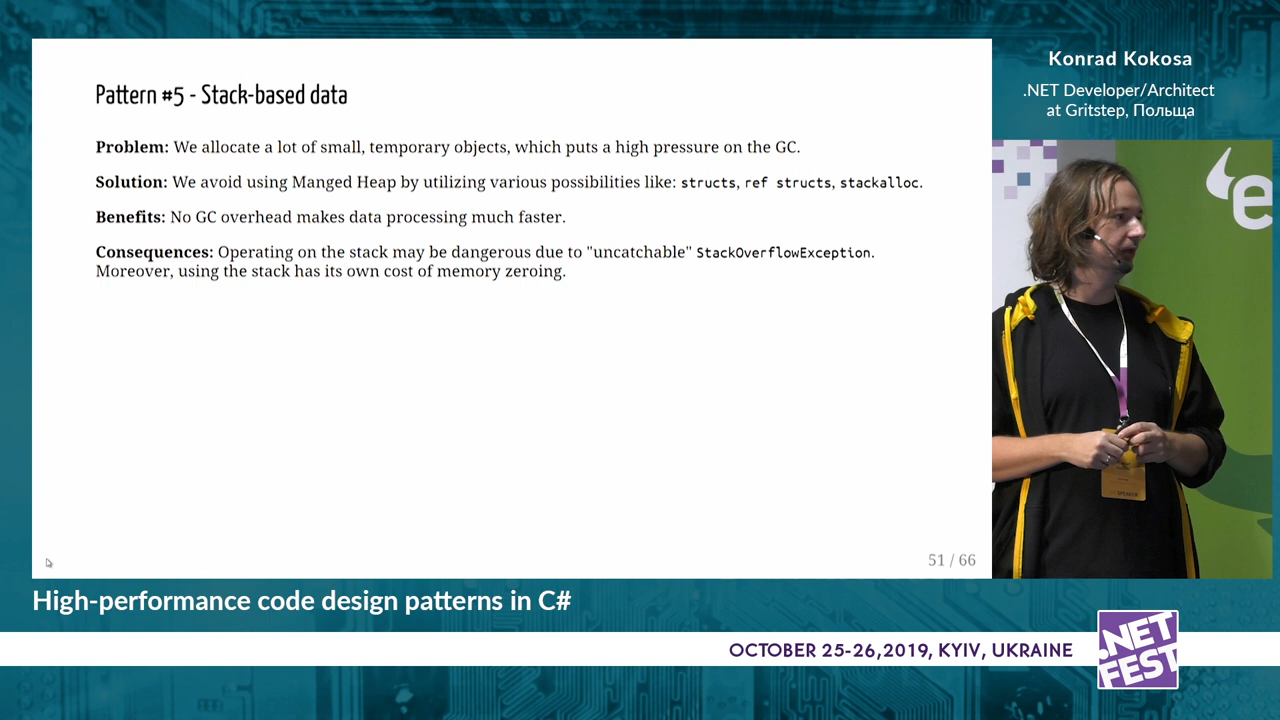 Pattern #5 - Stack-based data
Problem: We allocate a lot of small, temporary objects, which puts a high pressure on the GC.
Solution: We avoid using Manged Heap by utilizing various possibilities like: structs, ref structs, stackalloc.
Benefits: No GC overhead makes data processing much faster.
Consequences: Operating on the stack may be dangerous due to "uncatchable" StackOverflowException.
Moreover, using the stack has its own cost of memory zeroing.
51 / 66
Konrad Kokosa
.NET Developer/Architect
at Gritstep, Польща
e
SPEAKER
High-performance code design patterns in C#
OCTOBER 25-26,2019, KYIV, UKRAINE
.NET
FEST